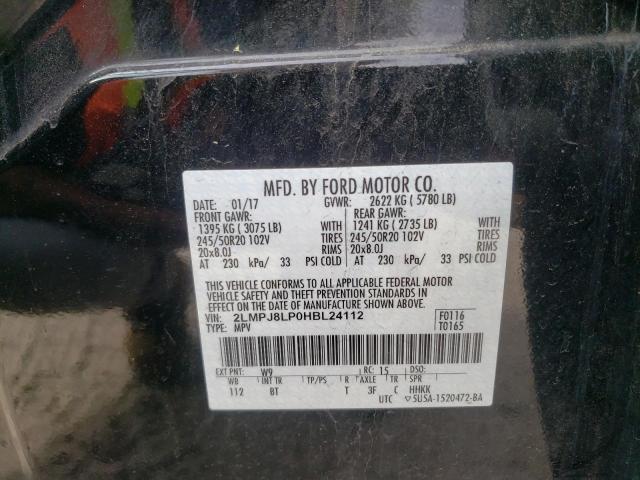 MFD. BY FORD MOTOR CO.
DATE: 01/17 GVWR: 2622 KG ( 5780 LB)
FRONT GAWR: REAR GAWR:
1395 KG ( 3075 LB) WITH 1241 KG ( 2735 LB) WITH
245/50R20 102V TIRES 245/50R20 102V TIRES
20x8.0J RIMS 20x8.0J RIMS
AT 230 kPa/ 33 PSI COLD AT 230 kPa/ 33 PSI COLD
THIS VEHICLE CONFORMS TO ALL APPLICABLE FEDERAL MOTOR
VEHICLE SAFETY AND THEFT PREVENTION STANDARDS IN
EFFECT ON THE DATE OF MANUFACTURE SHOWN ABOVE.
VIN: 2LMPJ8LP0HBL24112 F0116
TYPE: MPV T0165
EXT PNT: W9 RC: 15 DSO:
WB INT TR TP/PS R AXLE TR SPR
112 BT T 3F C HHKK
UTC 5USA-1520472-BA